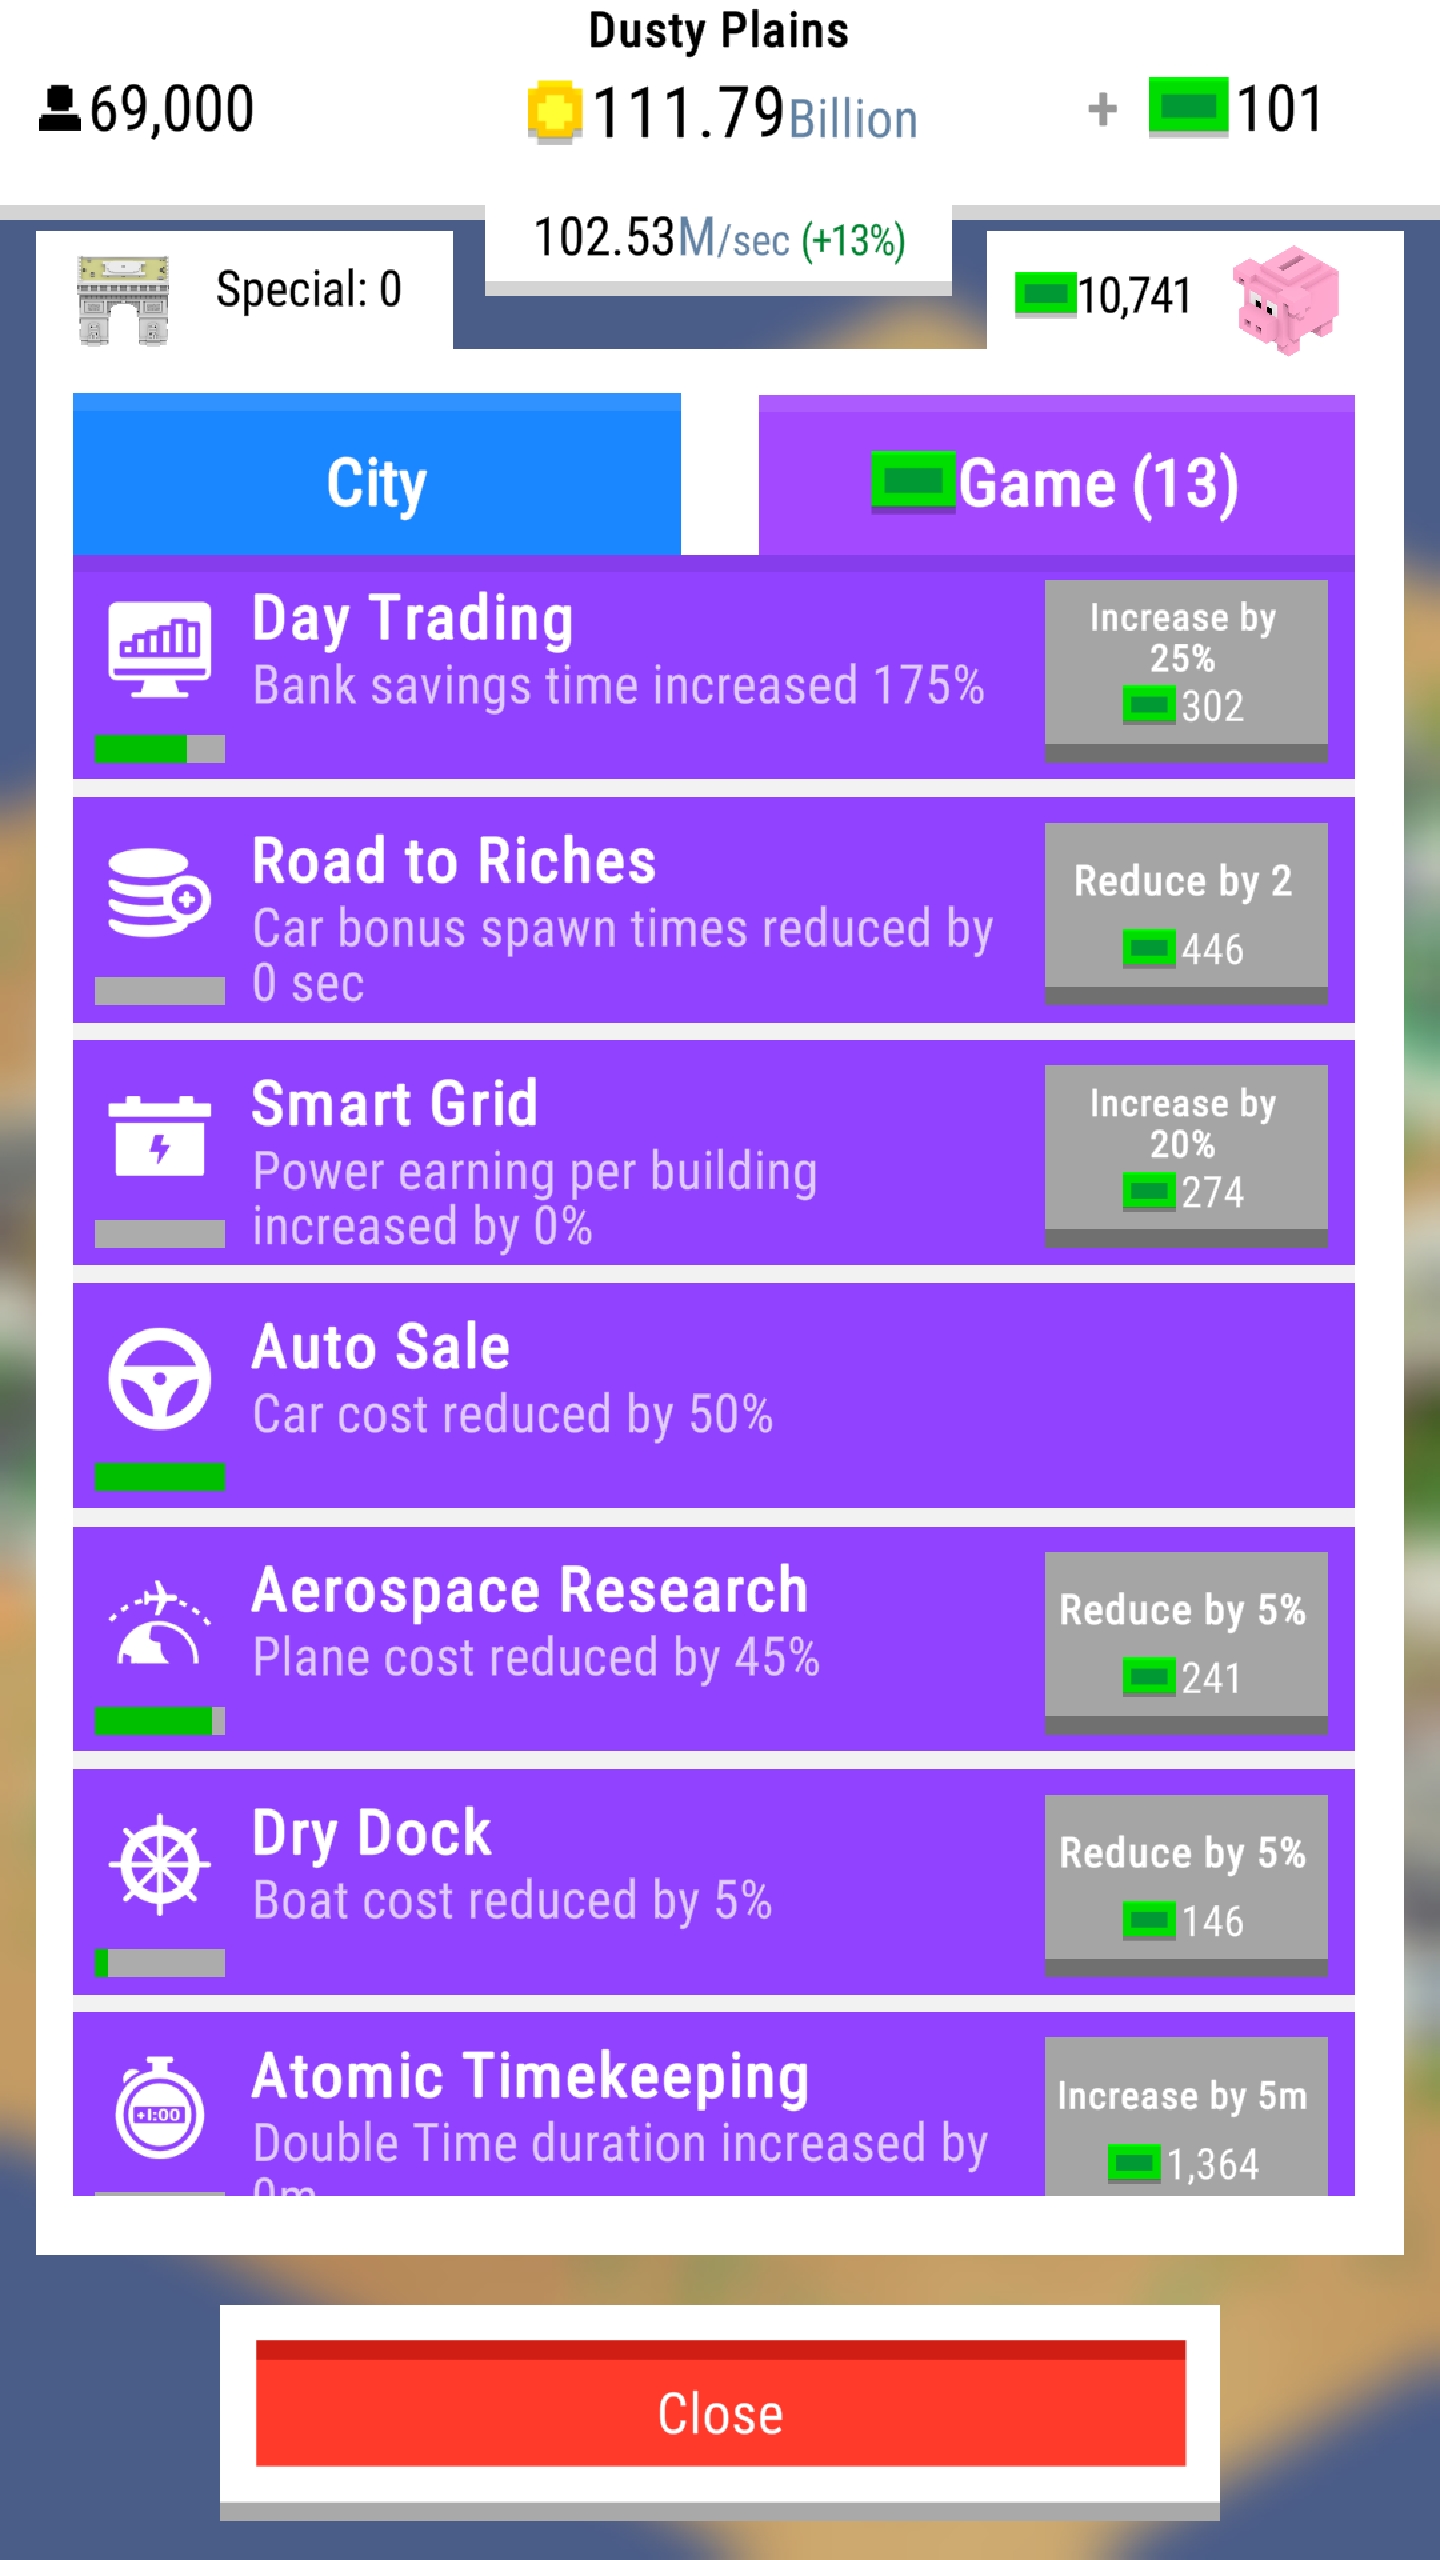 Dusty Plains
69,000
111.79Billion
+ 101
102.53M/sec (+13%)
Special: 0
10,741
City
Game (13)
Day Trading
Bank savings time increased 175%
Increase by
25%
302
Road to Riches
Car bonus spawn times reduced by
0 sec
Reduce by 2
446
Smart Grid
Power earning per building
increased by 0%
Increase by
20%
274
Auto Sale
Car cost reduced by 50%
Aerospace Research
Plane cost reduced by 45%
Reduce by 5%
241
Dry Dock
Boat cost reduced by 5%
Reduce by 5%
146
+1:00
Atomic Timekeeping
Double Time duration increased by
0m
Increase by 5m
1,364
Close